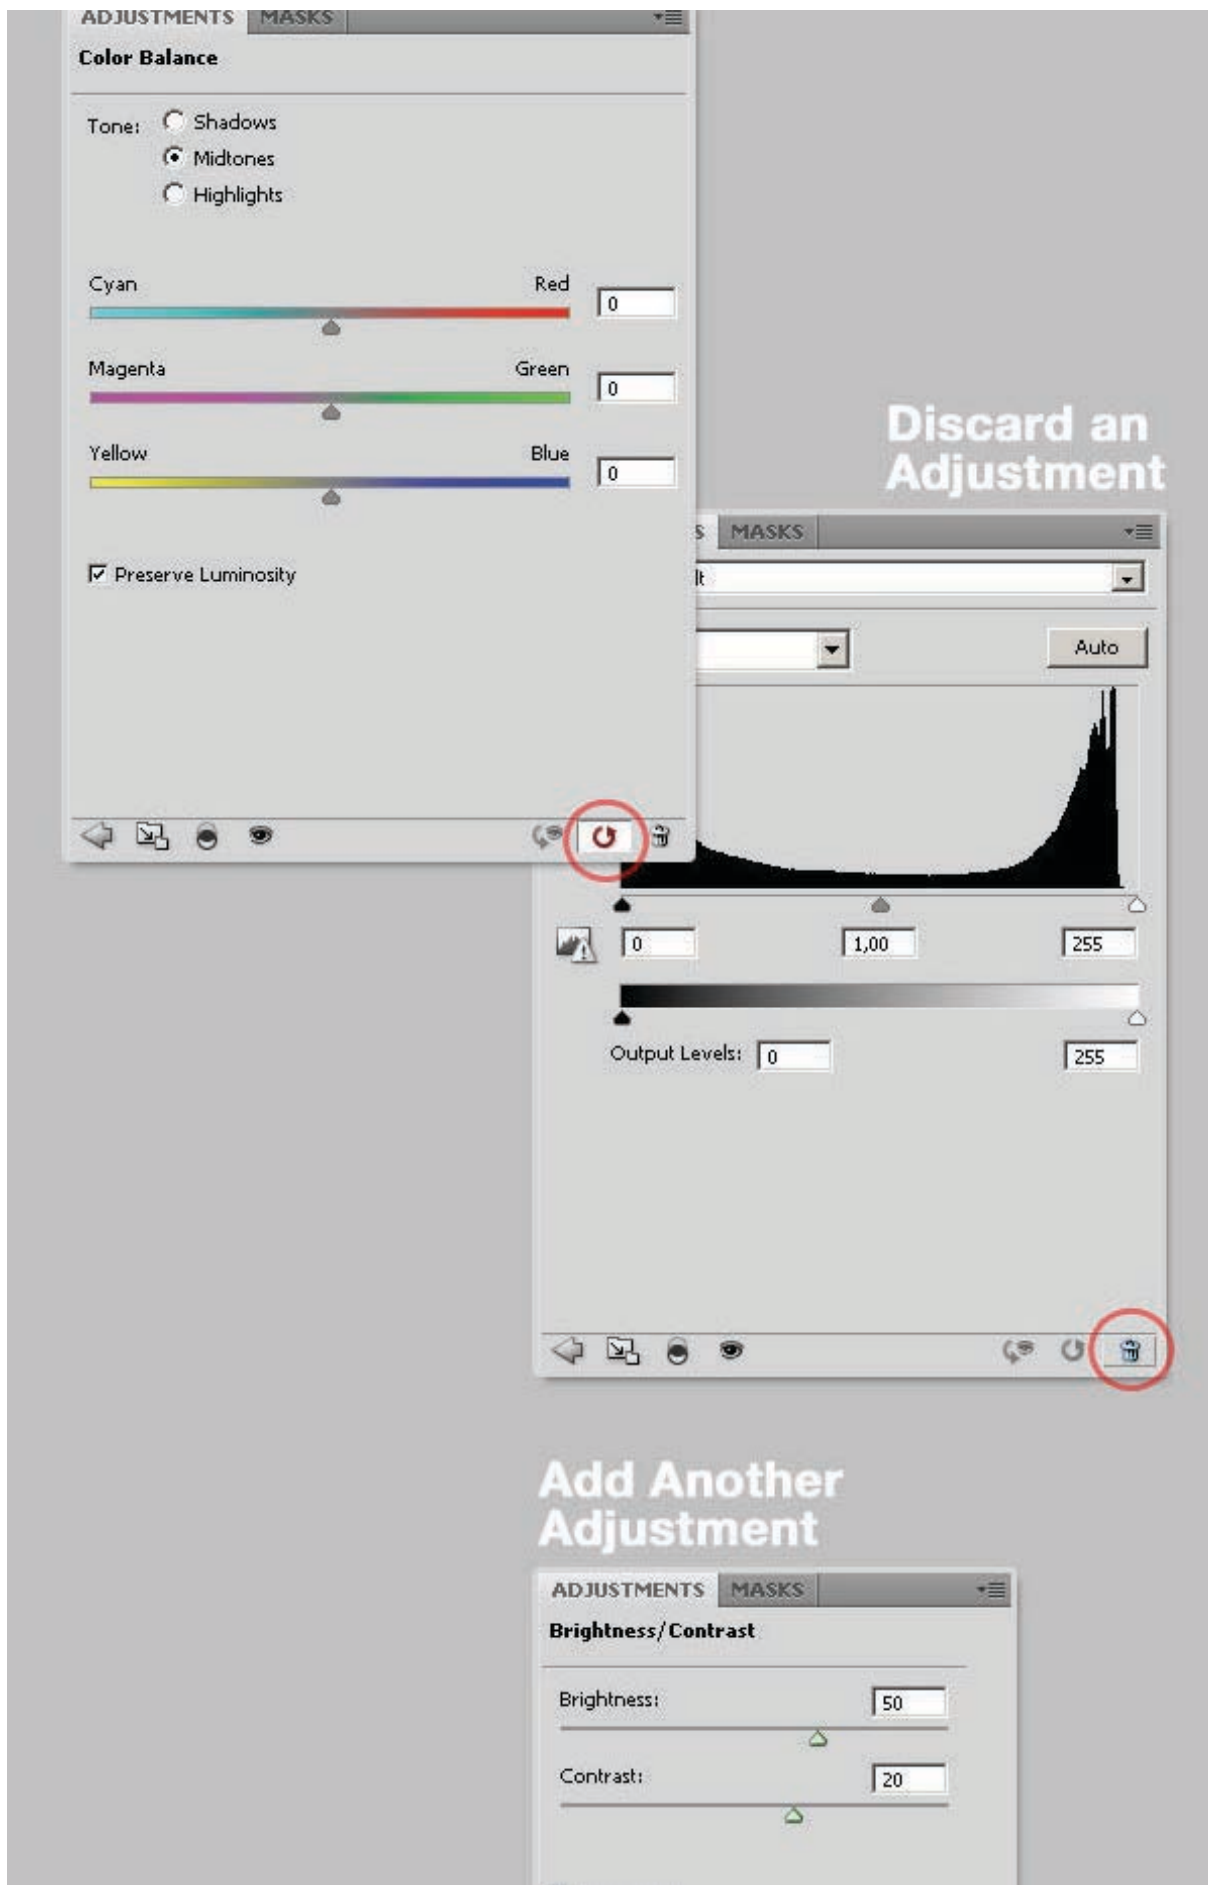 ADJUSTMENTS MASKS
Color Balance
Tone: Shadows
Midtones
Highlights
Cyan Red 0
Magenta Green 0
Yellow Blue 0
Preserve Luminosity
Discard an
Adjustment
S MASKS
lt
Auto
0 1,00 255
Output Levels: 0 255
Add Another
Adjustment
ADJUSTMENTS MASKS
Brightness/Contrast
Brightness: 50
Contrast: 20